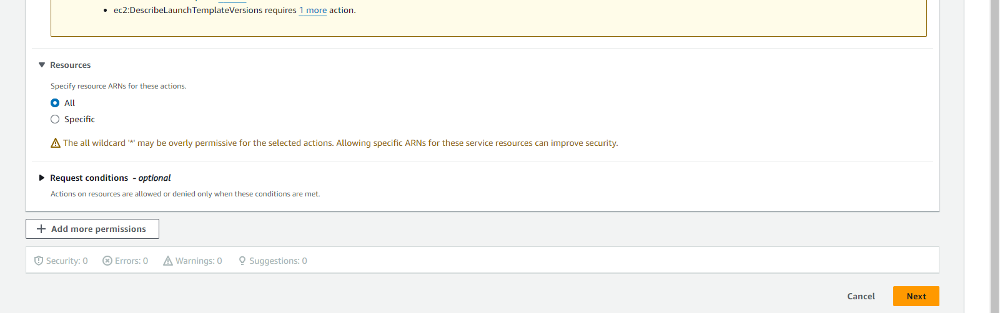 ec2:DescribeLaunchTemplateVersions requires 1 more action.
Resources
Specify resource ARNs for these actions.
All
Specific
The all wildcard '*' may be overly permissive for the selected actions. Allowing specific ARNs for these service resources can improve security.
Request conditions - optional
Actions on resources are allowed or denied only when these conditions are met.
Add more permissions
Security: 0 Errors: 0 Warnings: 0 Suggestions: 0
Cancel Next